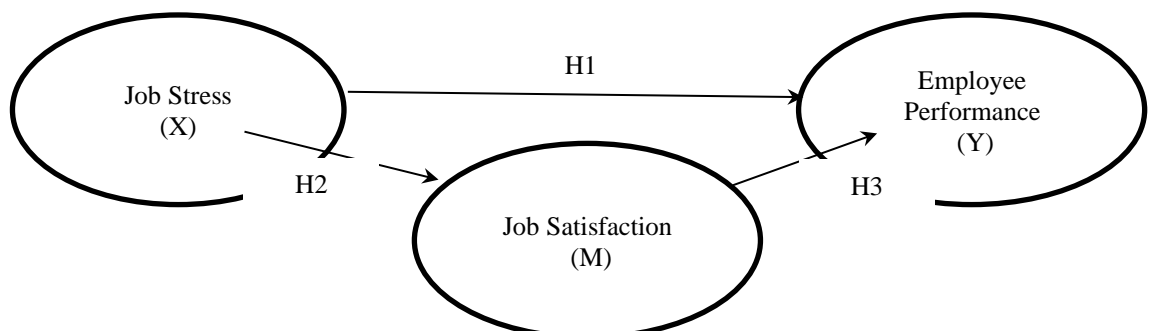 H1
Job Stress
(X)
Employee
Performance
(Y)
H2
H3
Job Satisfaction
(M)